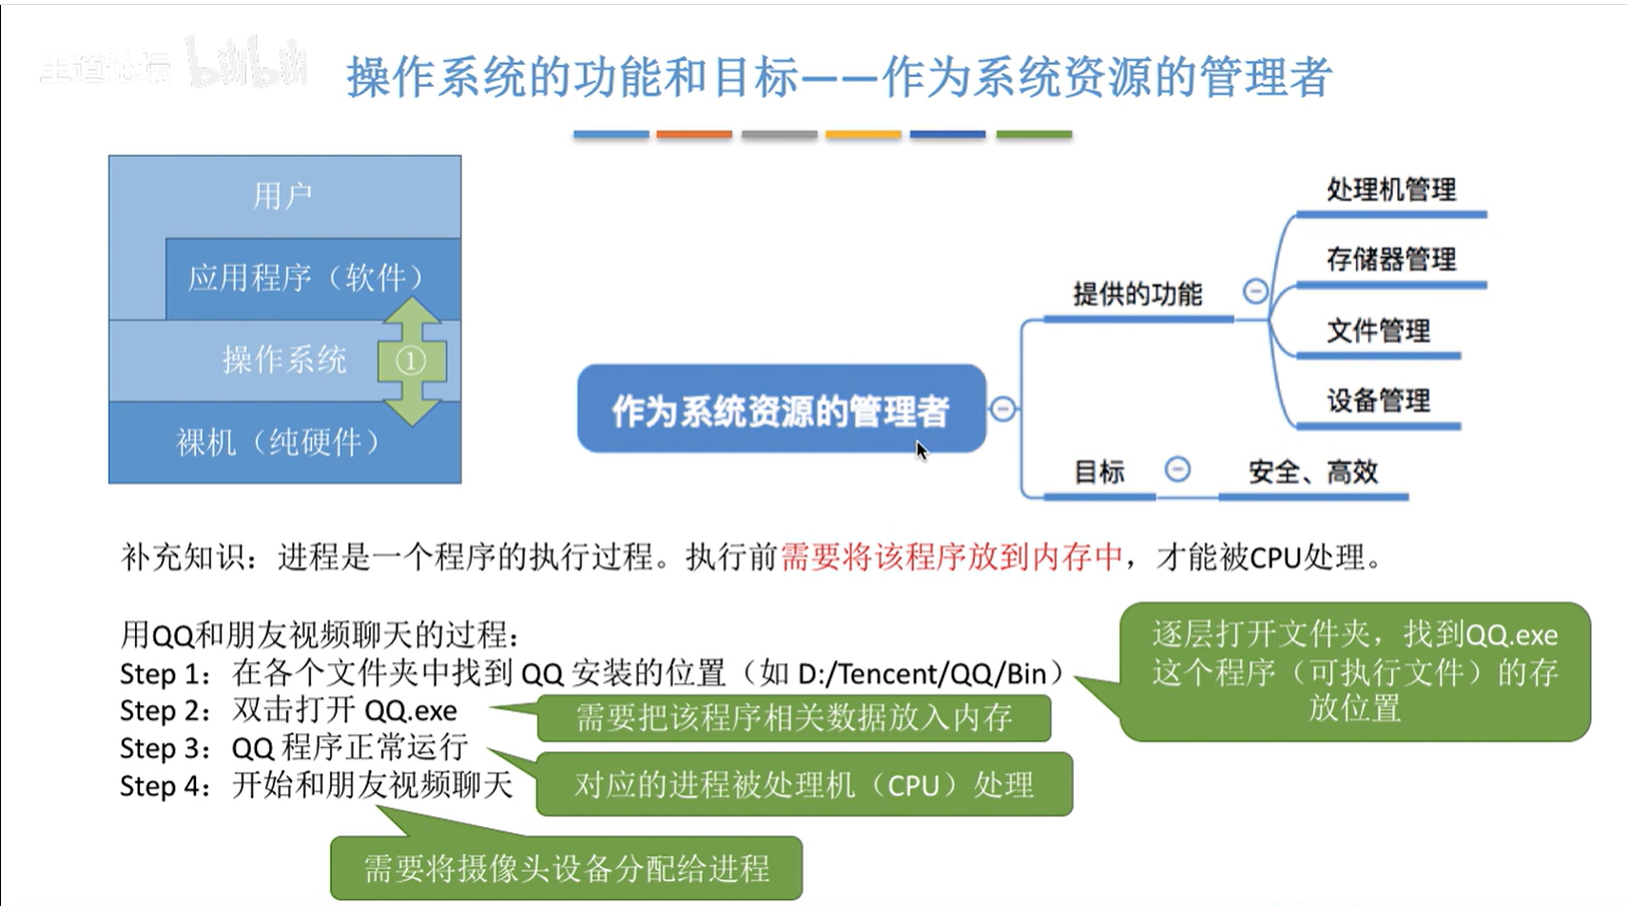 王道论坛 bilibili
操作系统的功能和目标——作为系统资源的管理者
用户
应用程序（软件）
操作系统
①
裸机（纯硬件）
作为系统资源的管理者
提供的功能
处理机管理
存储器管理
文件管理
设备管理
目标
安全、高效
补充知识：进程是一个程序的执行过程。执行前需要将该程序放到内存中，才能被CPU处理。
用QQ和朋友视频聊天的过程：
Step 1：在各个文件夹中找到 QQ 安装的位置（如 D:/Tencent/QQ/Bin）
逐层打开文件夹，找到QQ.exe
这个程序（可执行文件）的存
放位置
Step 2：双击打开 QQ.exe
需要把该程序相关数据放入内存
Step 3：QQ 程序正常运行
对应的进程被处理机（CPU）处理
Step 4：开始和朋友视频聊天
需要将摄像头设备分配给进程